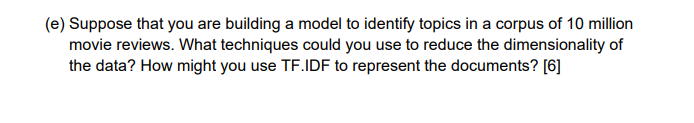 (e) Suppose that you are building a model to identify topics in a corpus of 10 million
movie reviews. What techniques could you use to reduce the dimensionality of
the data? How might you use TF.IDF to represent the documents? [6]